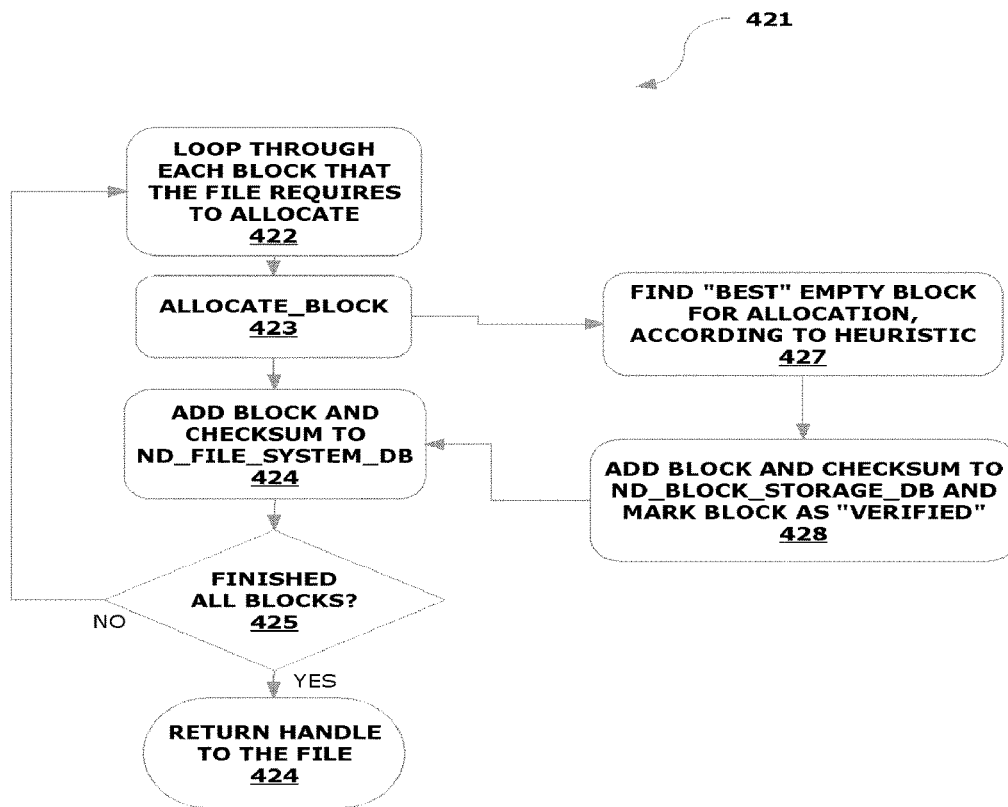 421
LOOP THROUGH
EACH BLOCK THAT
THE FILE REQUIRES
TO ALLOCATE
422
ALLOCATE_BLOCK
423
FIND "BEST" EMPTY BLOCK
FOR ALLOCATION,
ACCORDING TO HEURISTIC
427
ADD BLOCK AND
CHECKSUM TO
ND_FILE_SYSTEM_DB
424
ADD BLOCK AND CHECKSUM TO
ND_BLOCK_STORAGE_DB AND
MARK BLOCK AS "VERIFIED"
428
FINISHED
ALL BLOCKS?
425
NO
YES
RETURN HANDLE
TO THE FILE
424